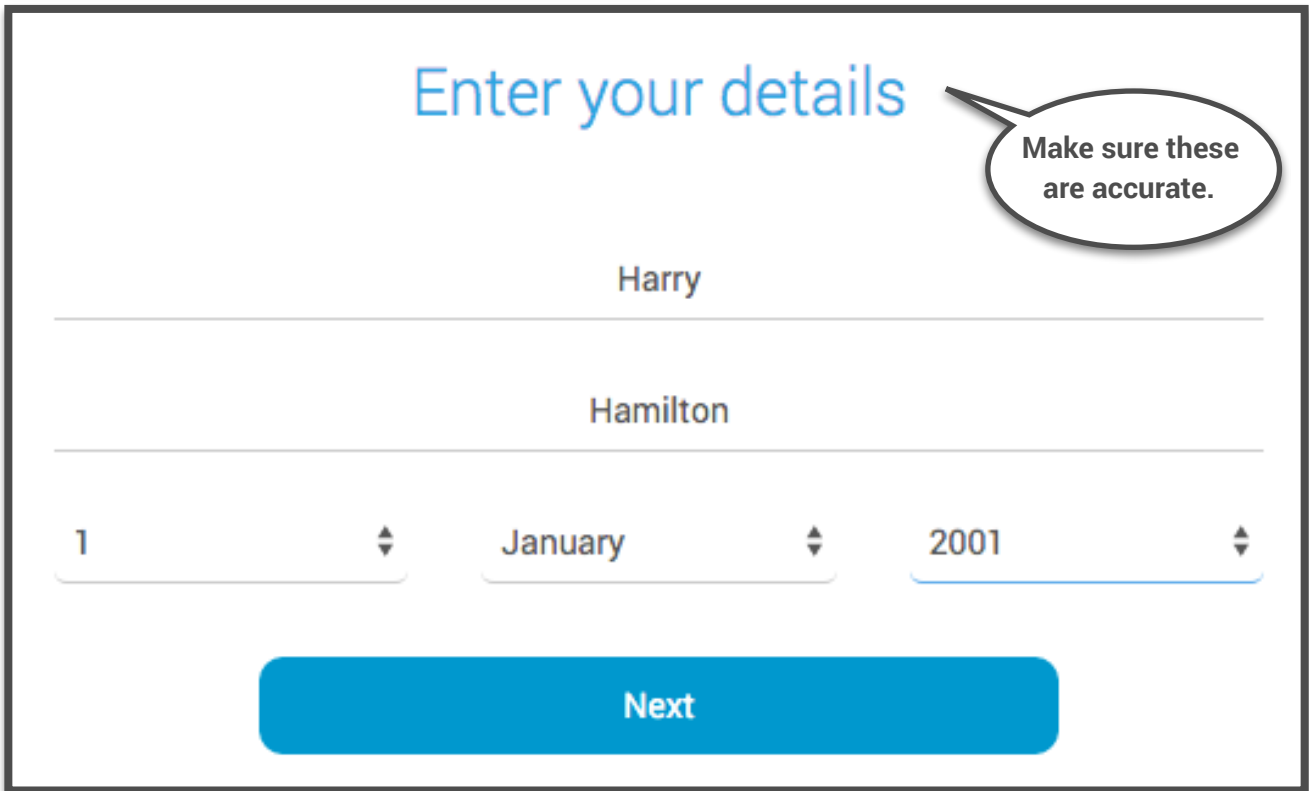 Enter your details
Make sure these
are accurate.
Harry
Hamilton
1 January 2001
Next